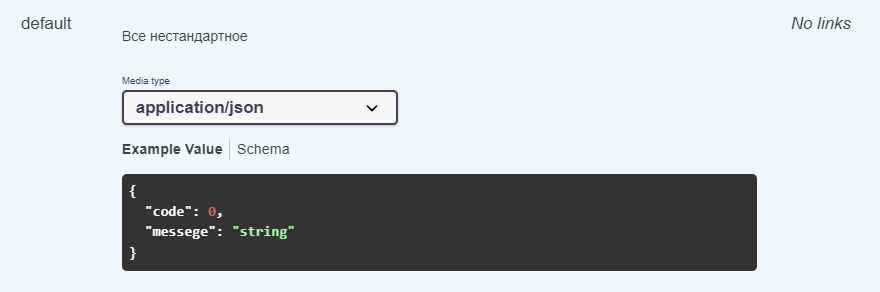 default
No links
Все нестандартное
Media type
application/json
Example Value
Schema
{
"code": 0,
"messege": "string"
}